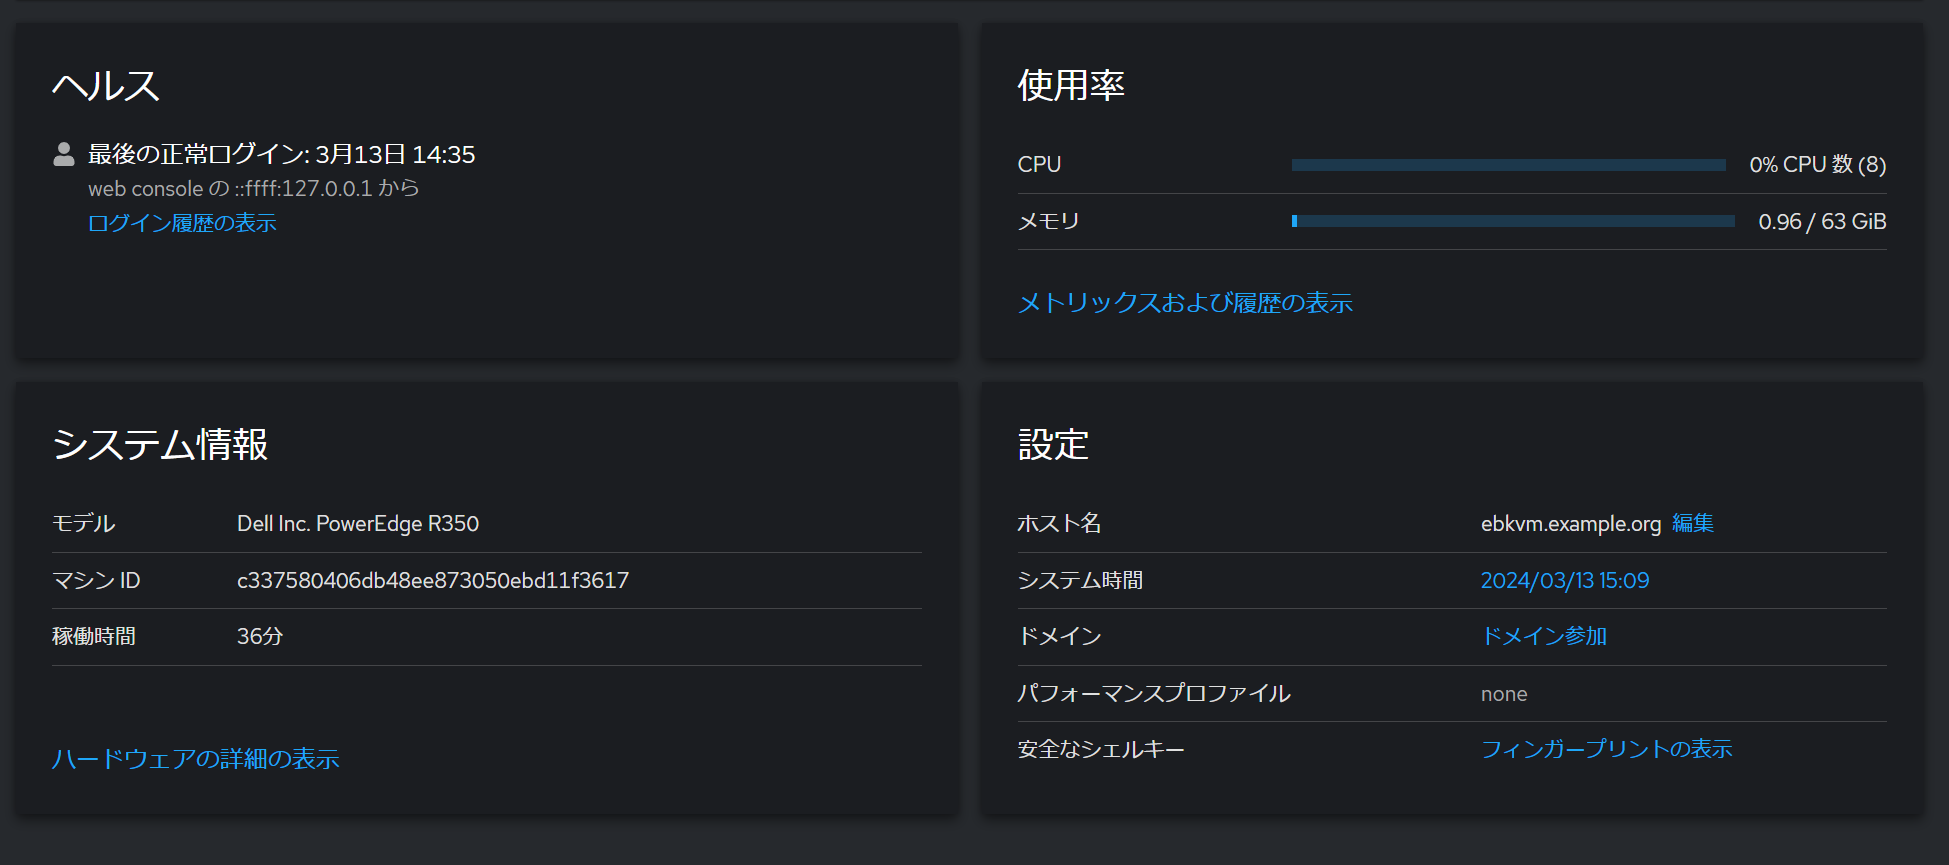 ヘルス
最後の正常ログイン: 3月13日 14:35
web console の ::ffff:127.0.0.1 から
ログイン履歴の表示
使用率
CPU 0% CPU 数 (8)
メモリ 0.96 / 63 GiB
メトリックスおよび履歴の表示
システム情報
モデル Dell Inc. PowerEdge R350
マシン ID c337580406db48ee873050ebd11f3617
稼働時間 36分
ハードウェアの詳細の表示
設定
ホスト名 ebkvm.example.org 編集
システム時間 2024/03/13 15:09
ドメイン ドメイン参加
パフォーマンスプロファイル none
安全なシェルキー フィンガープリントの表示